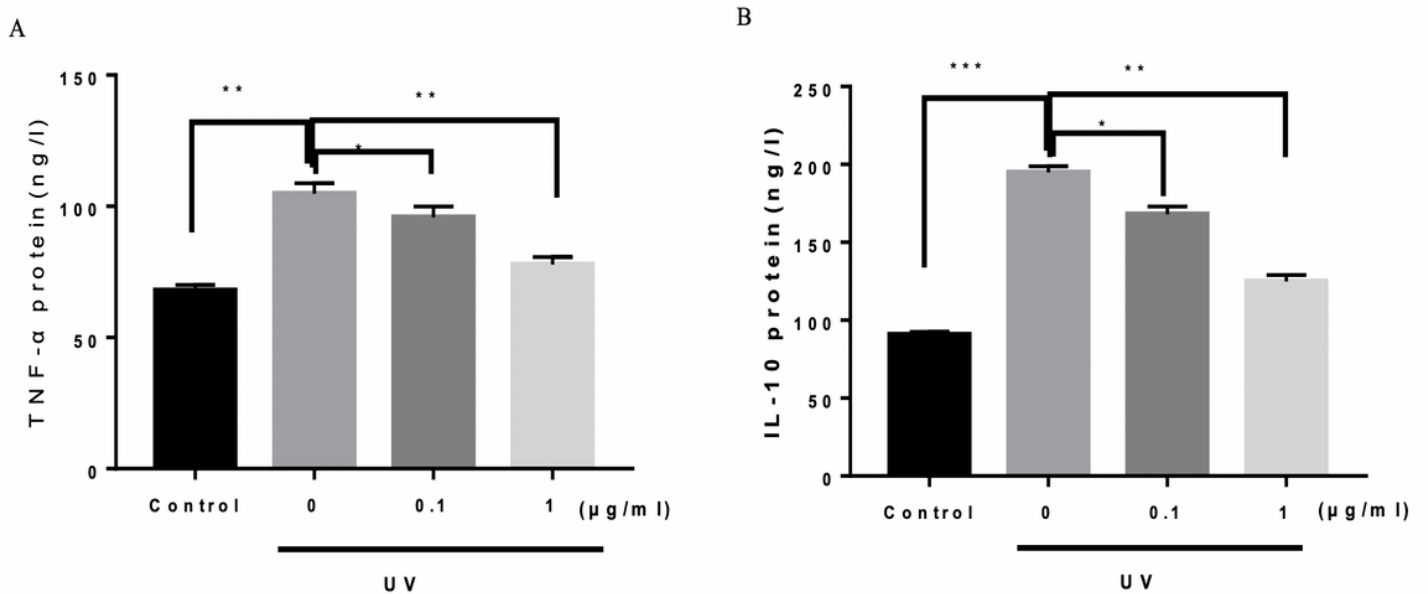 A
TNF-α protein(ng/l)
150
100
50
0
**
**
*
Control 0 0.1 1 (μg/ml)
UV
B
IL-10 protein(ng/l)
250
200
150
100
50
0
***
**
*
Control 0 0.1 1 (μg/ml)
UV